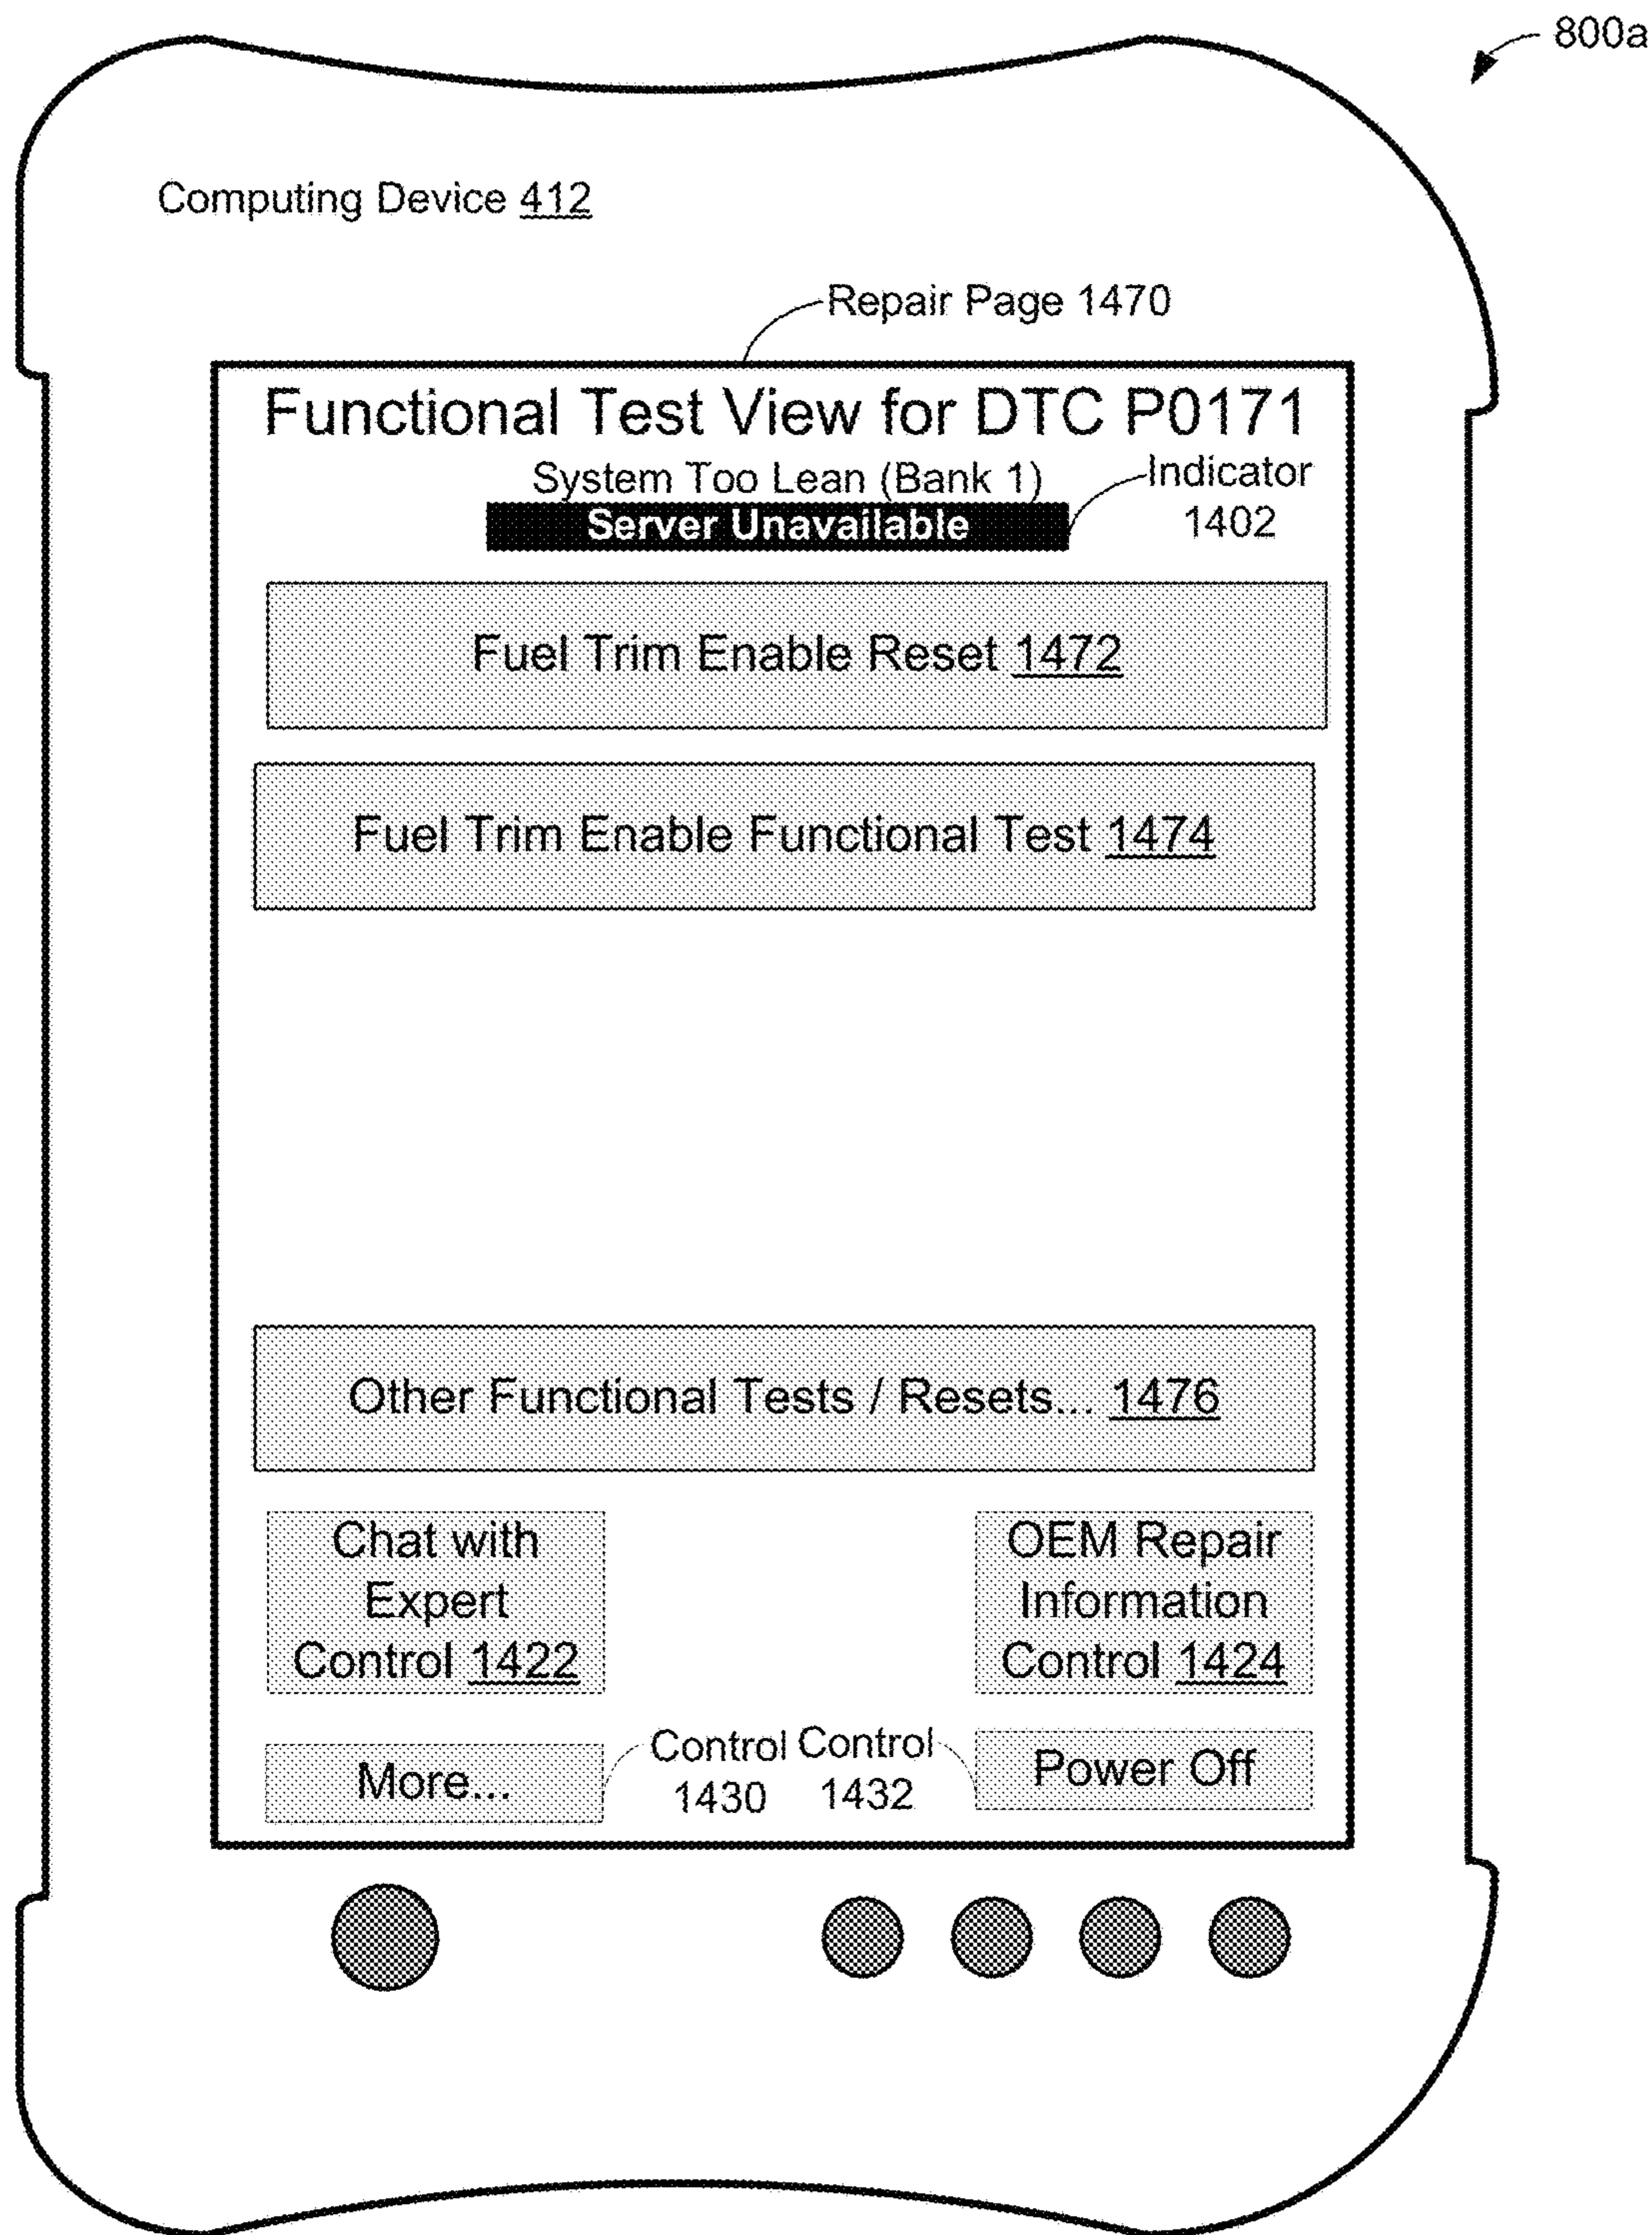 800a
Computing Device 412
Repair Page 1470
Functional Test View for DTC P0171
System Too Lean (Bank 1)
Indicator
1402
Server Unavailable
Fuel Trim Enable Reset 1472
Fuel Trim Enable Functional Test 1474
Other Functional Tests / Resets... 1476
Chat with
Expert
Control 1422
OEM Repair
Information
Control 1424
More...
Control
1430
Control
1432
Power Off